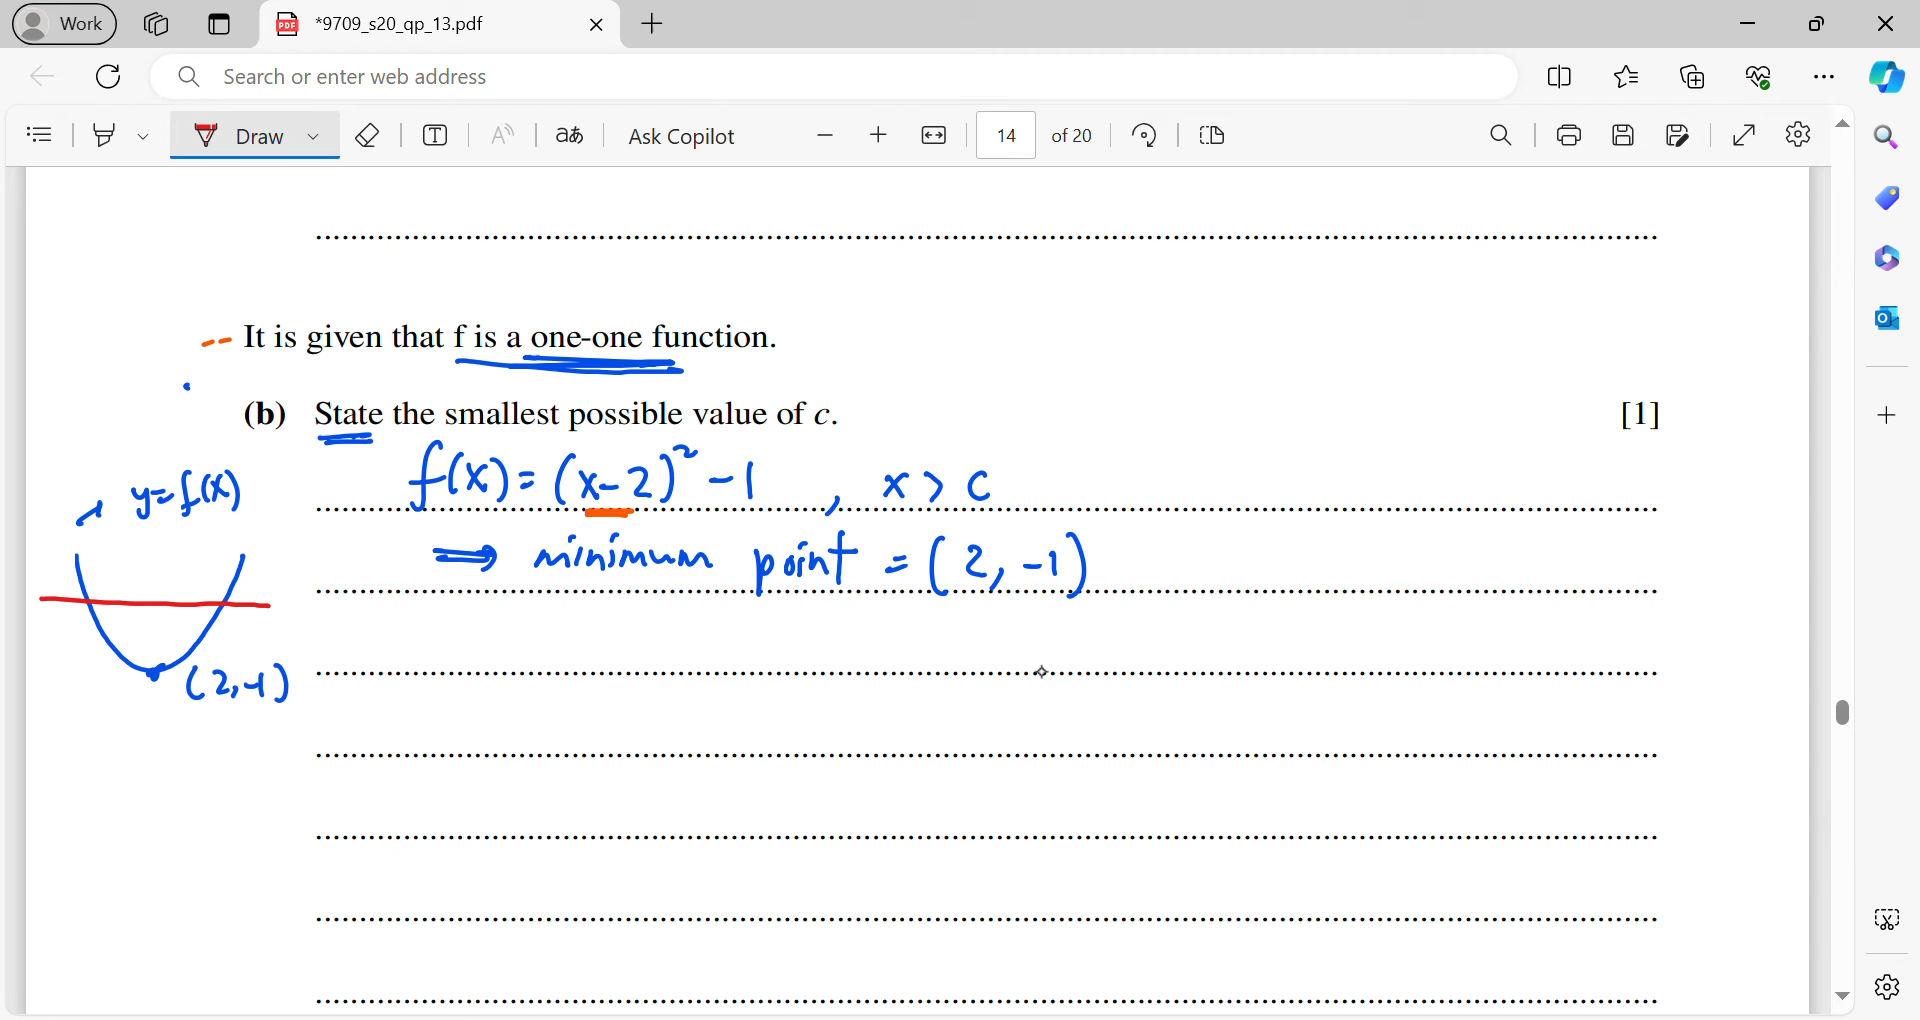 Work
*9709_s20_qp_13.pdf
Search or enter web address
Draw
T
A
aあ
Ask Copilot
14
of 20
It is given that f is a one-one function.
(b) State the smallest possible value of c. [1]
f(x) = (x-2)² -1 , x > c
y=f(x)
⟹ minimum point = (2, -1)
(2,-1)